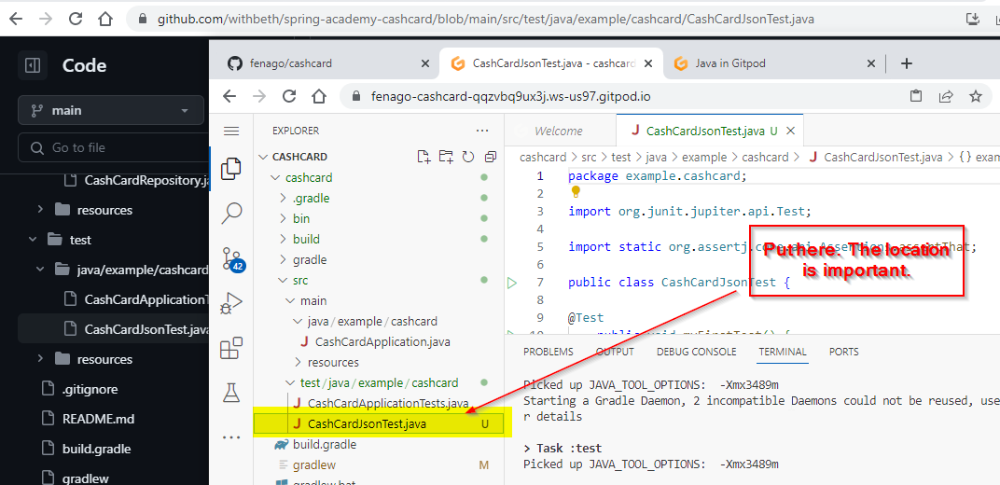 github.com/withbeth/spring-academy-cashcard/blob/main/src/test/java/example/cashcard/CashCardJsonTest.java
Code
main
Go to file
CashCardRepository.ja
resources
test
java/example/cashcard
CashCardApplicationT
CashCardJsonTest.java
resources
.gitignore
README.md
build.gradle
gradlew
fenago/cashcard
CashCardJsonTest.java - cashcard
Java in Gitpod
fenago-cashcard-qqzvbq9ux3j.ws-us97.gitpod.io
42
EXPLORER
CASHCARD
cashcard
.gradle
bin
build
gradle
src
main
java / example / cashcard
CashCardApplication.java
resources
test / java / example / cashcard
CashCardApplicationTests.java
CashCardJsonTest.java U
build.gradle
gradlew M
gradlew.bat
Welcome
CashCardJsonTest.java U
cashcard > src > test > java > example > cashcard > CashCardJsonTest.java > {} exam
1 package example.cashcard;
2
3 import org.junit.jupiter.api.Test;
4
5 import static org.assertj.core.api.Assertions.assertThat;
6
7 public class CashCardJsonTest {
8
9 @Test
10 public void myFirstTest() {
Put here. The location
is important.
PROBLEMS OUTPUT DEBUG CONSOLE TERMINAL PORTS
Picked up JAVA_TOOL_OPTIONS: -Xmx3489m
Starting a Gradle Daemon, 2 incompatible Daemons could not be reused, use
r details
> Task :test
Picked up JAVA_TOOL_OPTIONS: -Xmx3489m